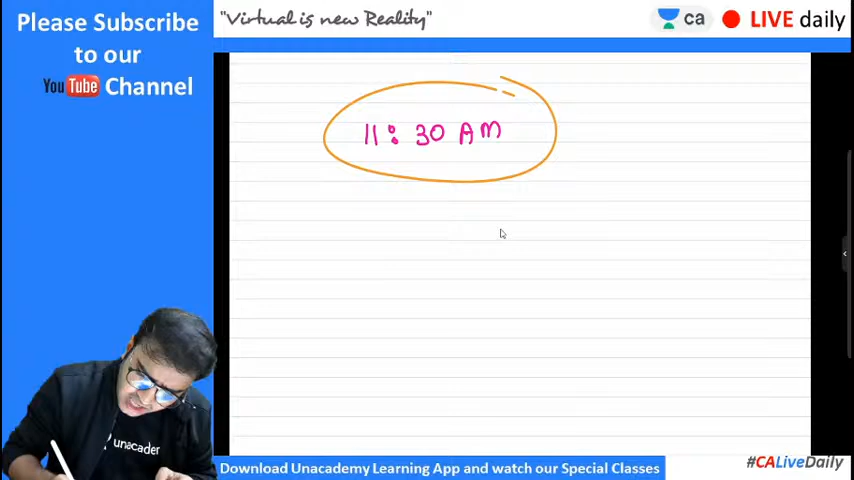 Please Subscribe
to our
YouTube Channel
"Virtual is new Reality"
ca
LIVE daily
11:30 AM
unacader
Download Unacademy Learning App and watch our Special Classes
#CALiveDaily